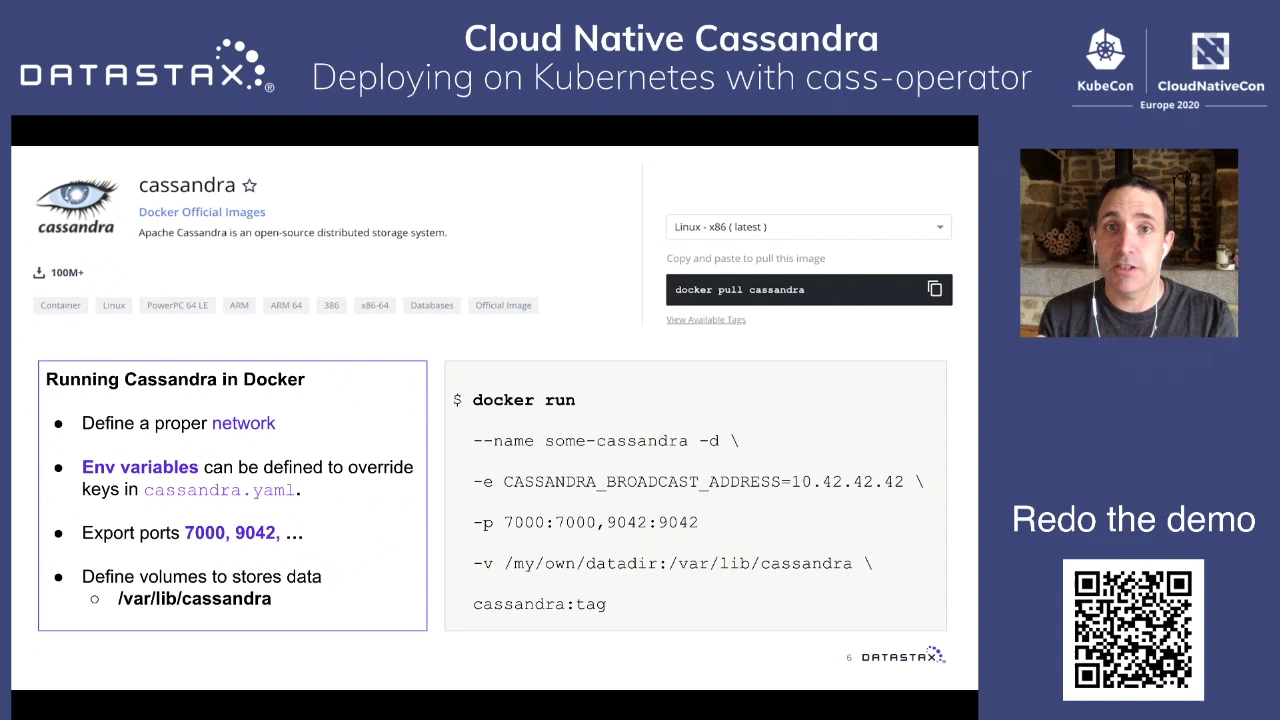 DATASTAX®
Cloud Native Cassandra
Deploying on Kubernetes with cass-operator
KubeCon
CloudNativeCon
Europe 2020
cassandra
cassandra
Docker Official Images
Apache Cassandra is an open-source distributed storage system.
100M+
Container Linux PowerPC 64 LE ARM ARM 64 386 x86-64 Databases Official Image
Linux - x86 ( latest )
Copy and paste to pull this image
docker pull cassandra
View Available Tags
Running Cassandra in Docker
● Define a proper network
● Env variables can be defined to override
keys in cassandra.yaml.
● Export ports 7000, 9042, …
● Define volumes to stores data
○ /var/lib/cassandra
$ docker run
--name some-cassandra -d \
-e CASSANDRA_BROADCAST_ADDRESS=10.42.42.42 \
-p 7000:7000,9042:9042
-v /my/own/datadir:/var/lib/cassandra \
cassandra:tag
6 DATASTAX
Redo the demo